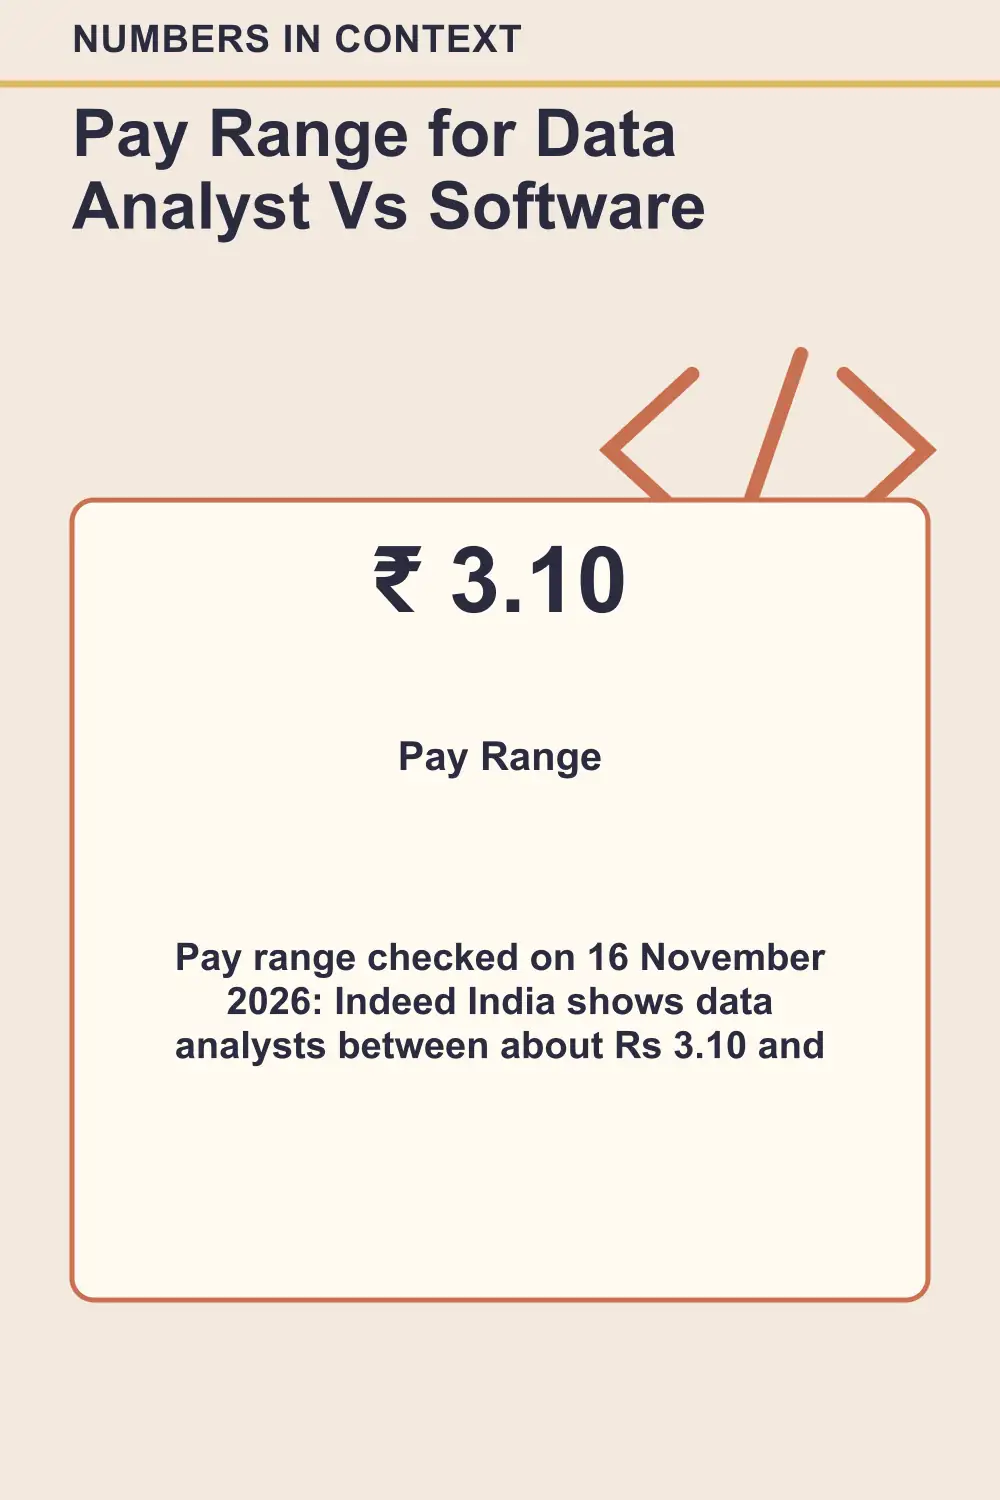 NUMBERS IN CONTEXT
Pay Range for Data
Analyst Vs Software
₹ 3.10
Pay Range
Pay range checked on 16 November
2026: Indeed India shows data
analysts between about Rs 3.10 and